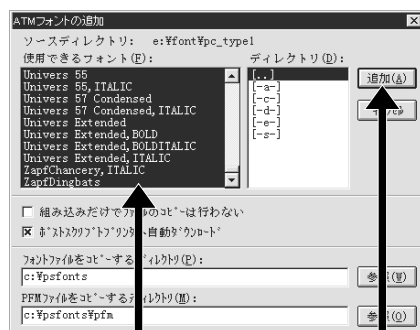 ATMフォントの追加
ソースディレクトリ: e:¥font¥pc_type1
使用できるフォント(F):
ディレクトリ(D):
Univers 55
Univers 55,ITALIC
Univers 57 Condensed
Univers 57 Condensed,ITALIC
Univers Extended
Univers Extended,BOLD
Univers Extended,BOLDITALIC
Univers Extended,ITALIC
ZapfChancery,ITALIC
ZapfDingbats
[..]
[-a-]
[-c-]
[-d-]
[-e-]
[-s-]
追加(A)
組み込みだけでファイルのコピーは行わない
ポストスクリプトプリンタへ自動ダウンロード
フォントファイルをコピーするディレクトリ(P):
c:¥psfonts
参照(W)
PFMファイルをコピーするディレクトリ(M):
c:¥psfonts¥pfm
参照(O)